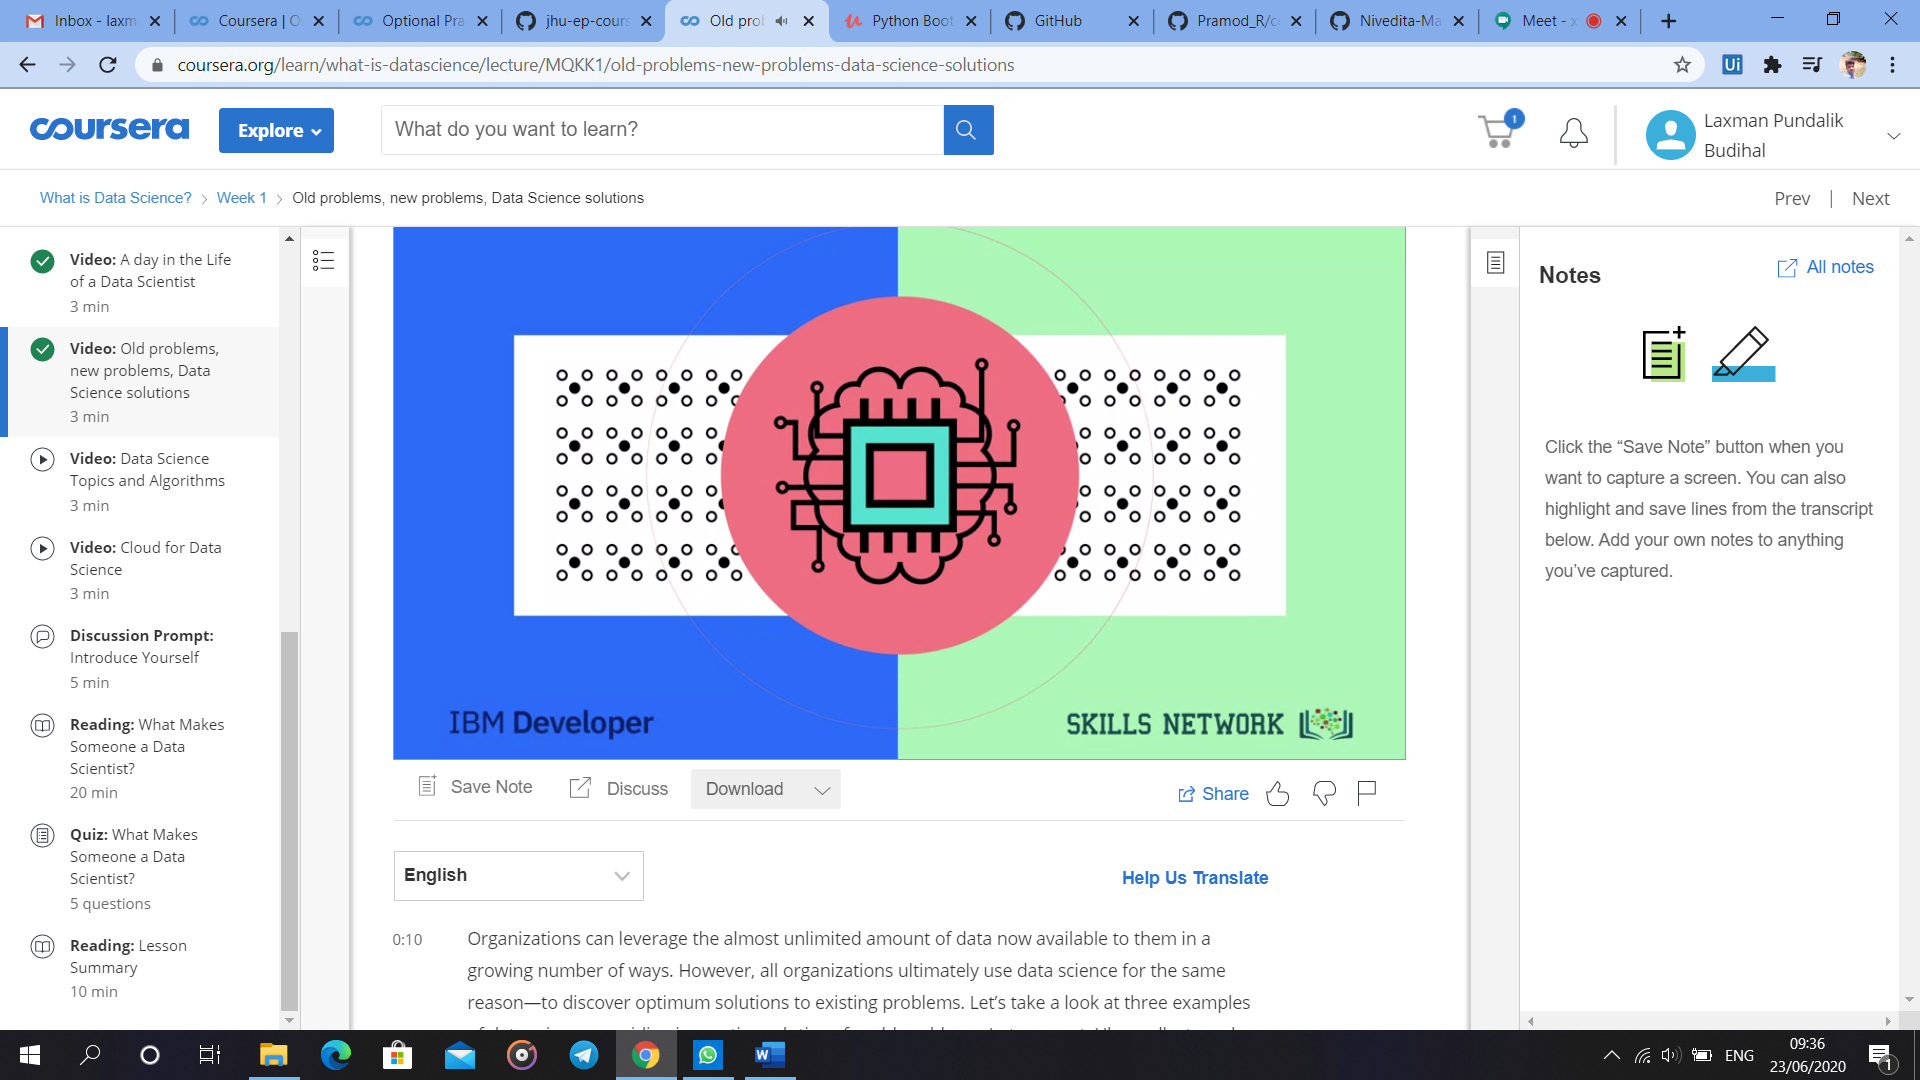 Inbox - laxm
Coursera | O
Optional Pra
jhu-ep-cours
Old prob
Python Boot
GitHub
Pramod_R/c
Nivedita-Ma
Meet - x
coursera.org/learn/what-is-datascience/lecture/MQKK1/old-problems-new-problems-data-science-solutions
Ui
coursera
Explore
What do you want to learn?
1
Laxman Pundalik
Budihal
What is Data Science?
Week 1
Old problems, new problems, Data Science solutions
Prev | Next
Video: A day in the Life
of a Data Scientist
3 min
Video: Old problems,
new problems, Data
Science solutions
3 min
Video: Data Science
Topics and Algorithms
3 min
Video: Cloud for Data
Science
3 min
Discussion Prompt:
Introduce Yourself
5 min
Reading: What Makes
Someone a Data
Scientist?
20 min
Quiz: What Makes
Someone a Data
Scientist?
5 questions
Reading: Lesson
Summary
10 min
IBM Developer
SKILLS NETWORK
Save Note
Discuss
Download
Share
English
Help Us Translate
0:10
Organizations can leverage the almost unlimited amount of data now available to them in a
growing number of ways. However, all organizations ultimately use data science for the same
reason—to discover optimum solutions to existing problems. Let's take a look at three examples
Notes
All notes
Click the “Save Note” button when you
want to capture a screen. You can also
highlight and save lines from the transcript
below. Add your own notes to anything
you've captured.
W
ENG
09:36
23/06/2020
1